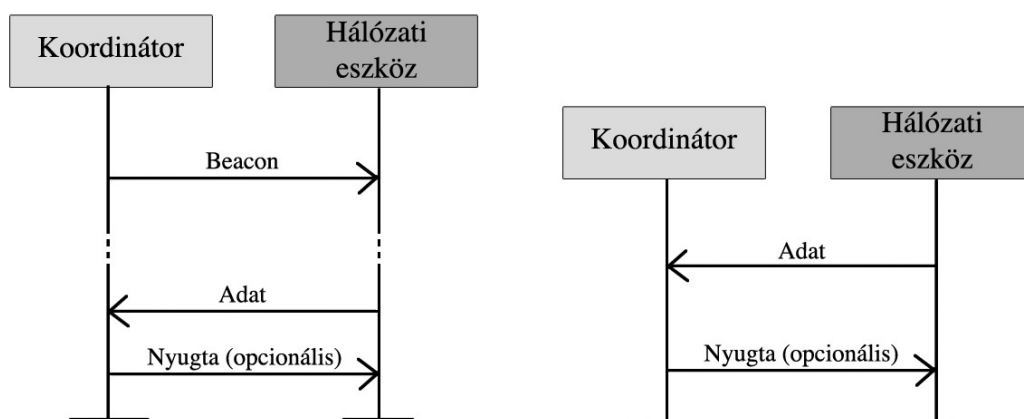 Koordinátor
Hálózati
eszköz
Beacon
Adat
Nyugta (opcionális)
Koordinátor
Hálózati
eszköz
Adat
Nyugta (opcionális)